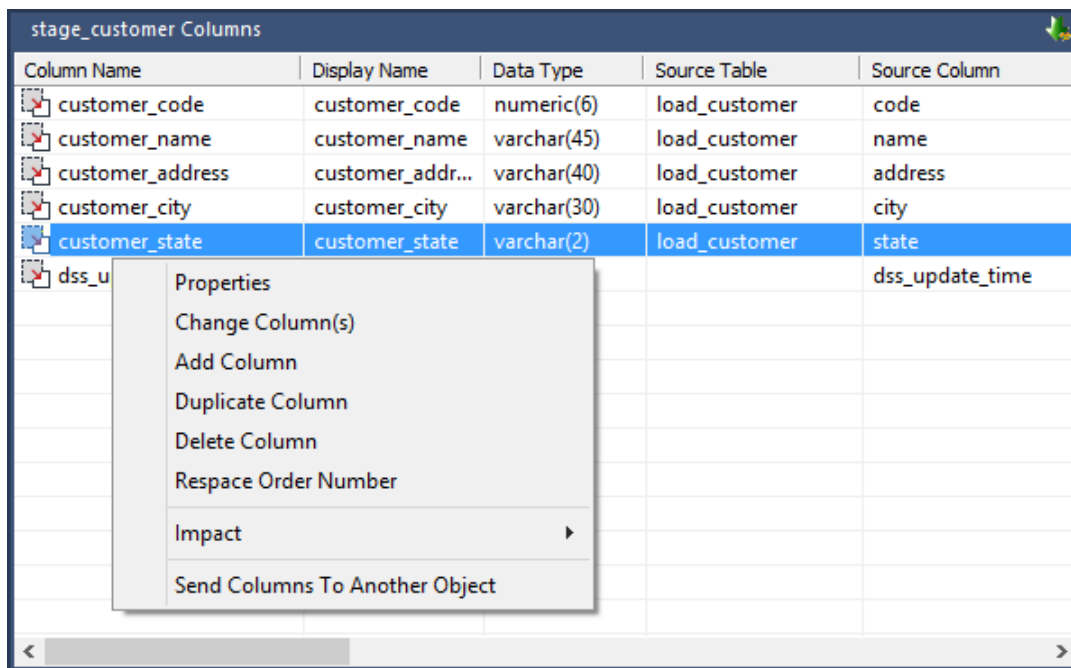 stage_customer Columns
Column Name Display Name Data Type Source Table Source Column
customer_code customer_code numeric(6) load_customer code
customer_name customer_name varchar(45) load_customer name
customer_address customer_addr... varchar(40) load_customer address
customer_city customer_city varchar(30) load_customer city
customer_state customer_state varchar(2) load_customer state
dss_u dss_update_time
Properties
Change Column(s)
Add Column
Duplicate Column
Delete Column
Respace Order Number
Impact
Send Columns To Another Object